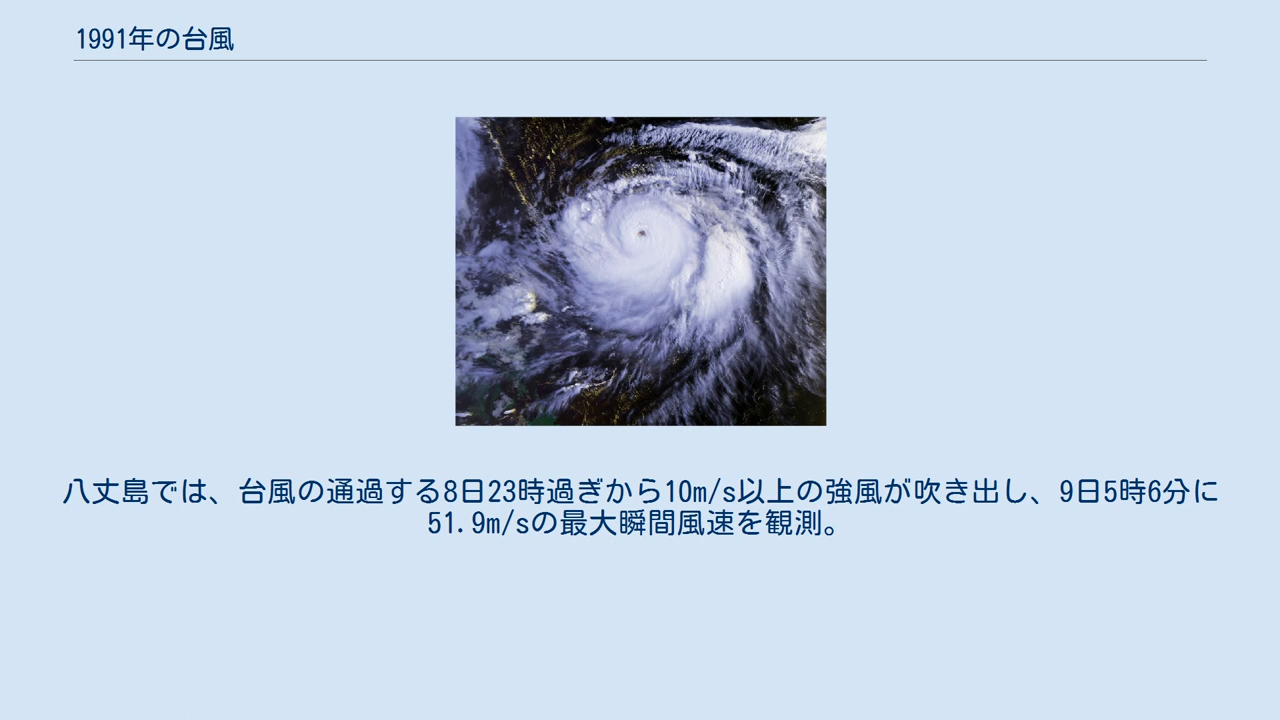 1991年の台風
八丈島では、台風の通過する8日23時過ぎから10m/s以上の強風が吹き出し、9日5時6分に
51.9m/sの最大瞬間風速を観測。